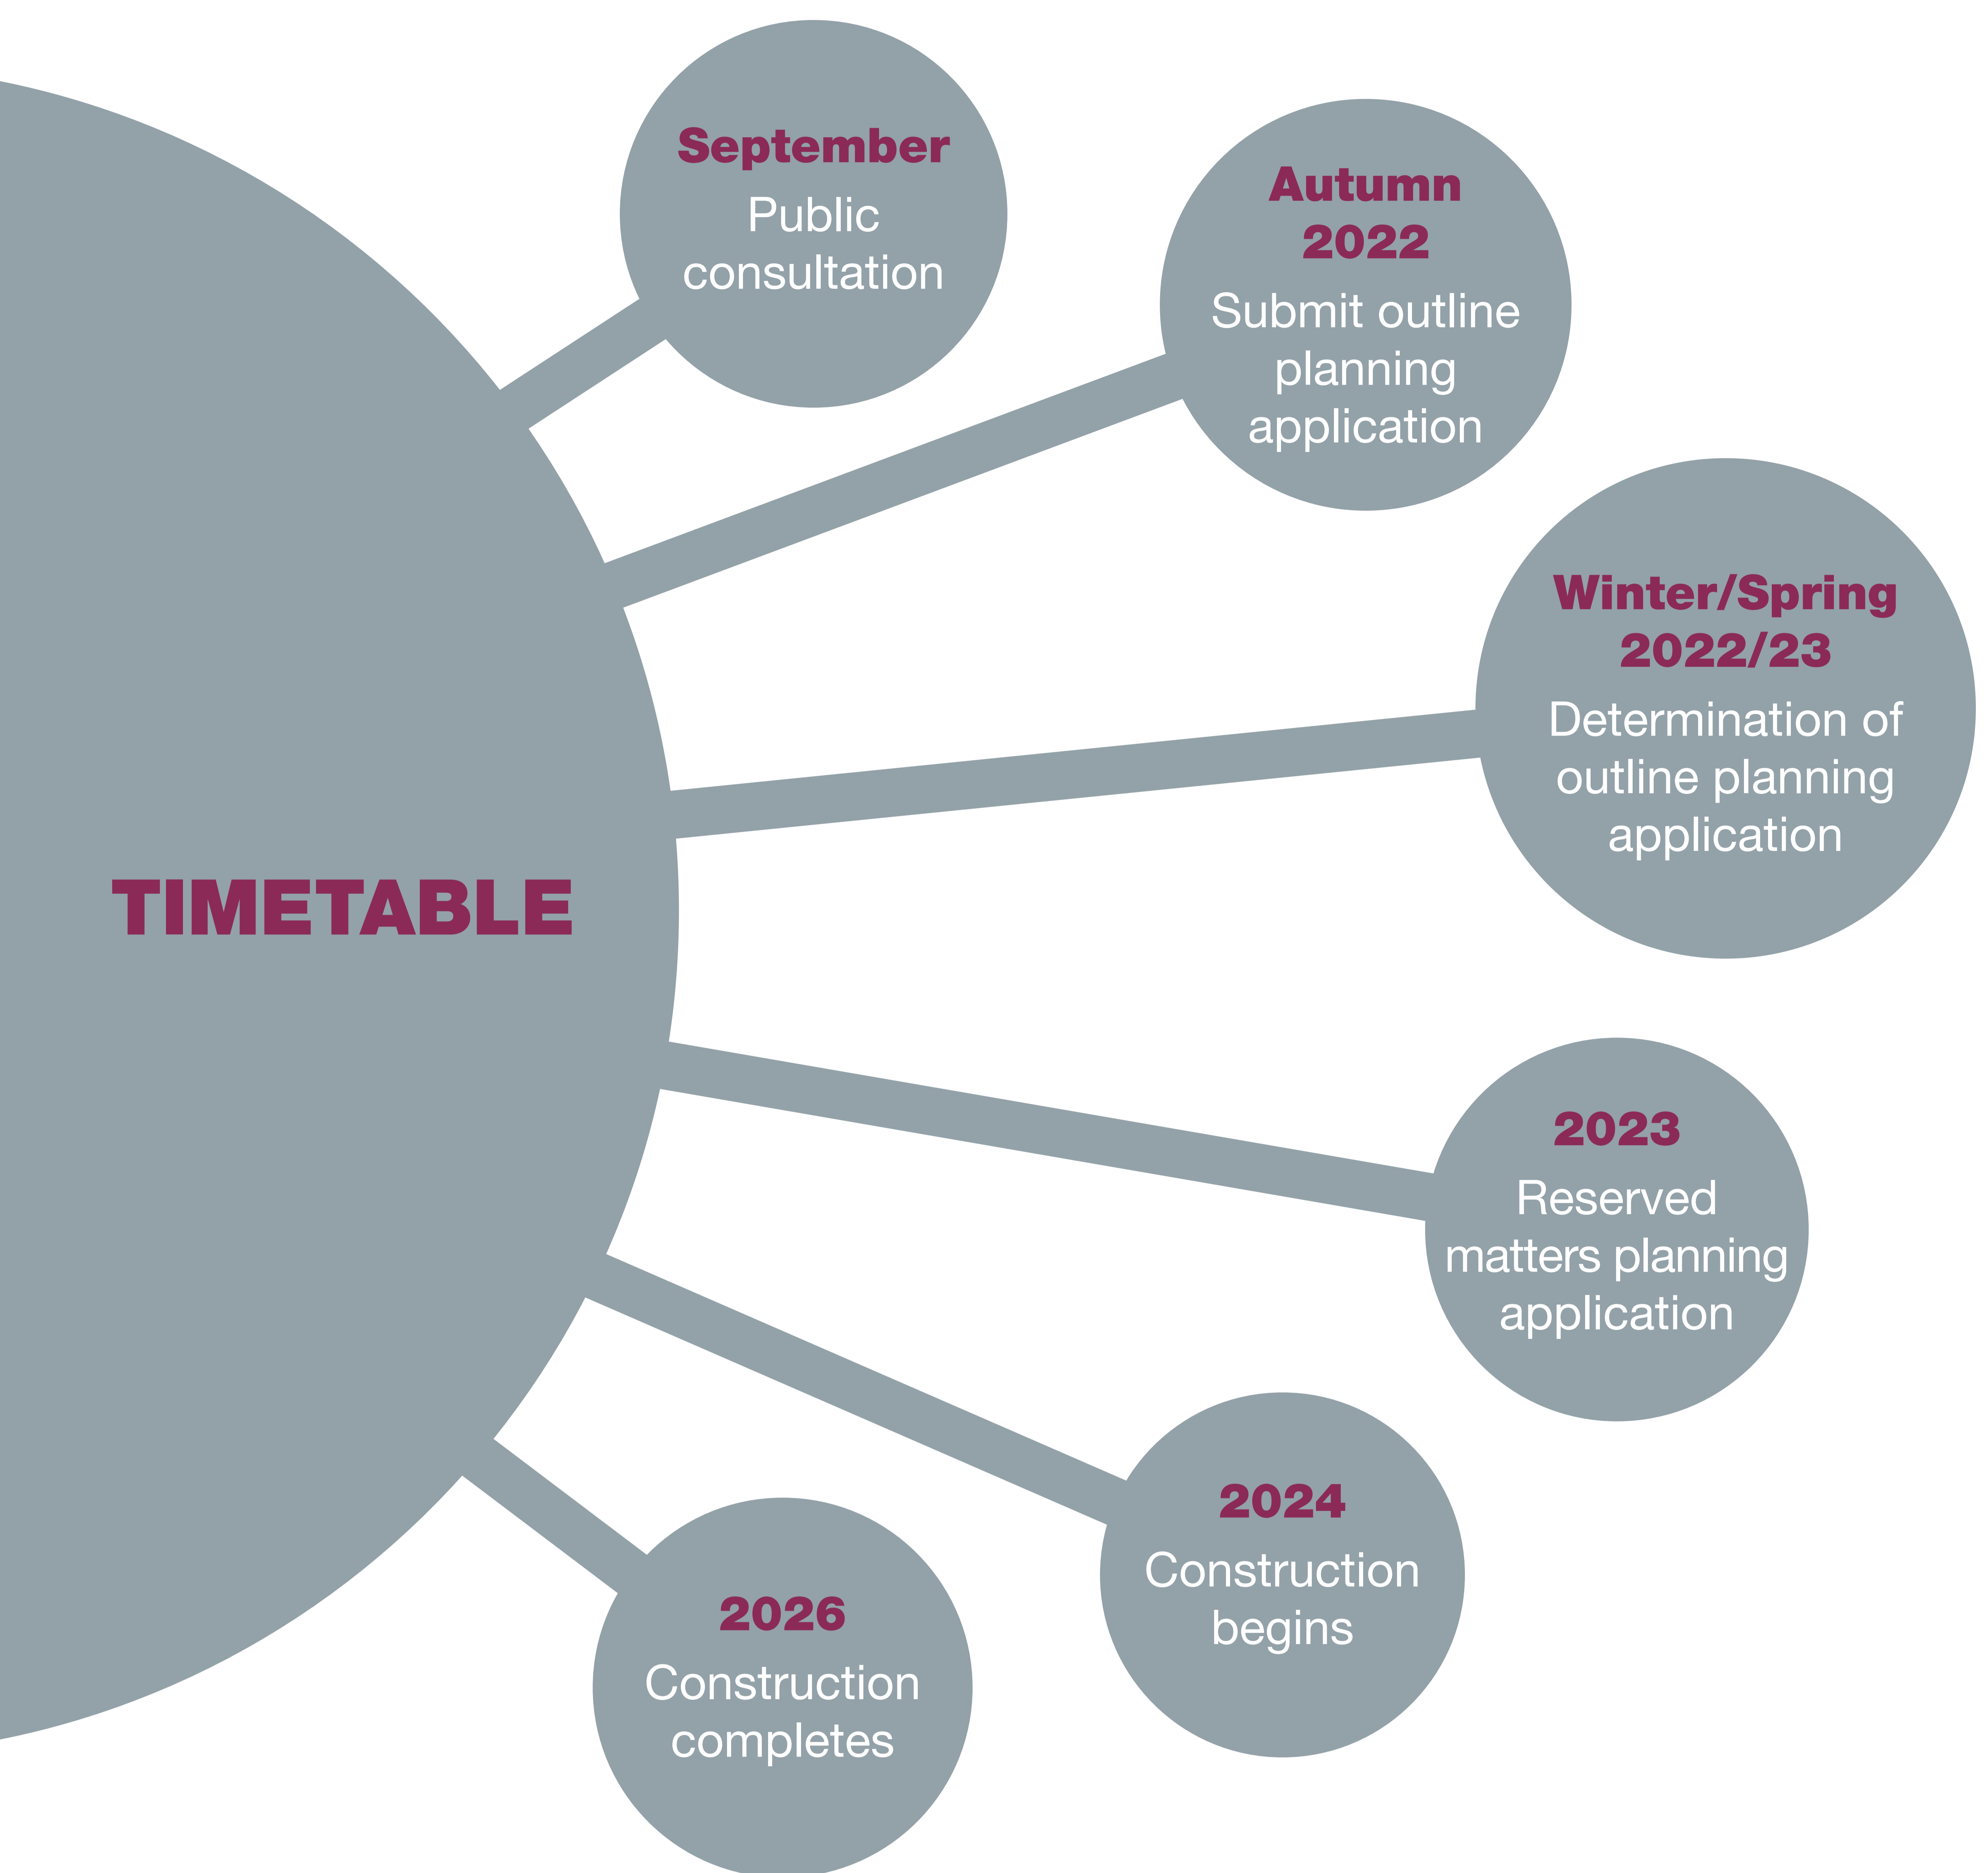 TIMETABLE
September
Public
consultation
Autumn
2022
Submit outline
planning
application
Winter/Spring
2022/23
Determination of
outline planning
application
2023
Reserved
matters planning
application
2024
Construction
begins
2026
Construction
completes